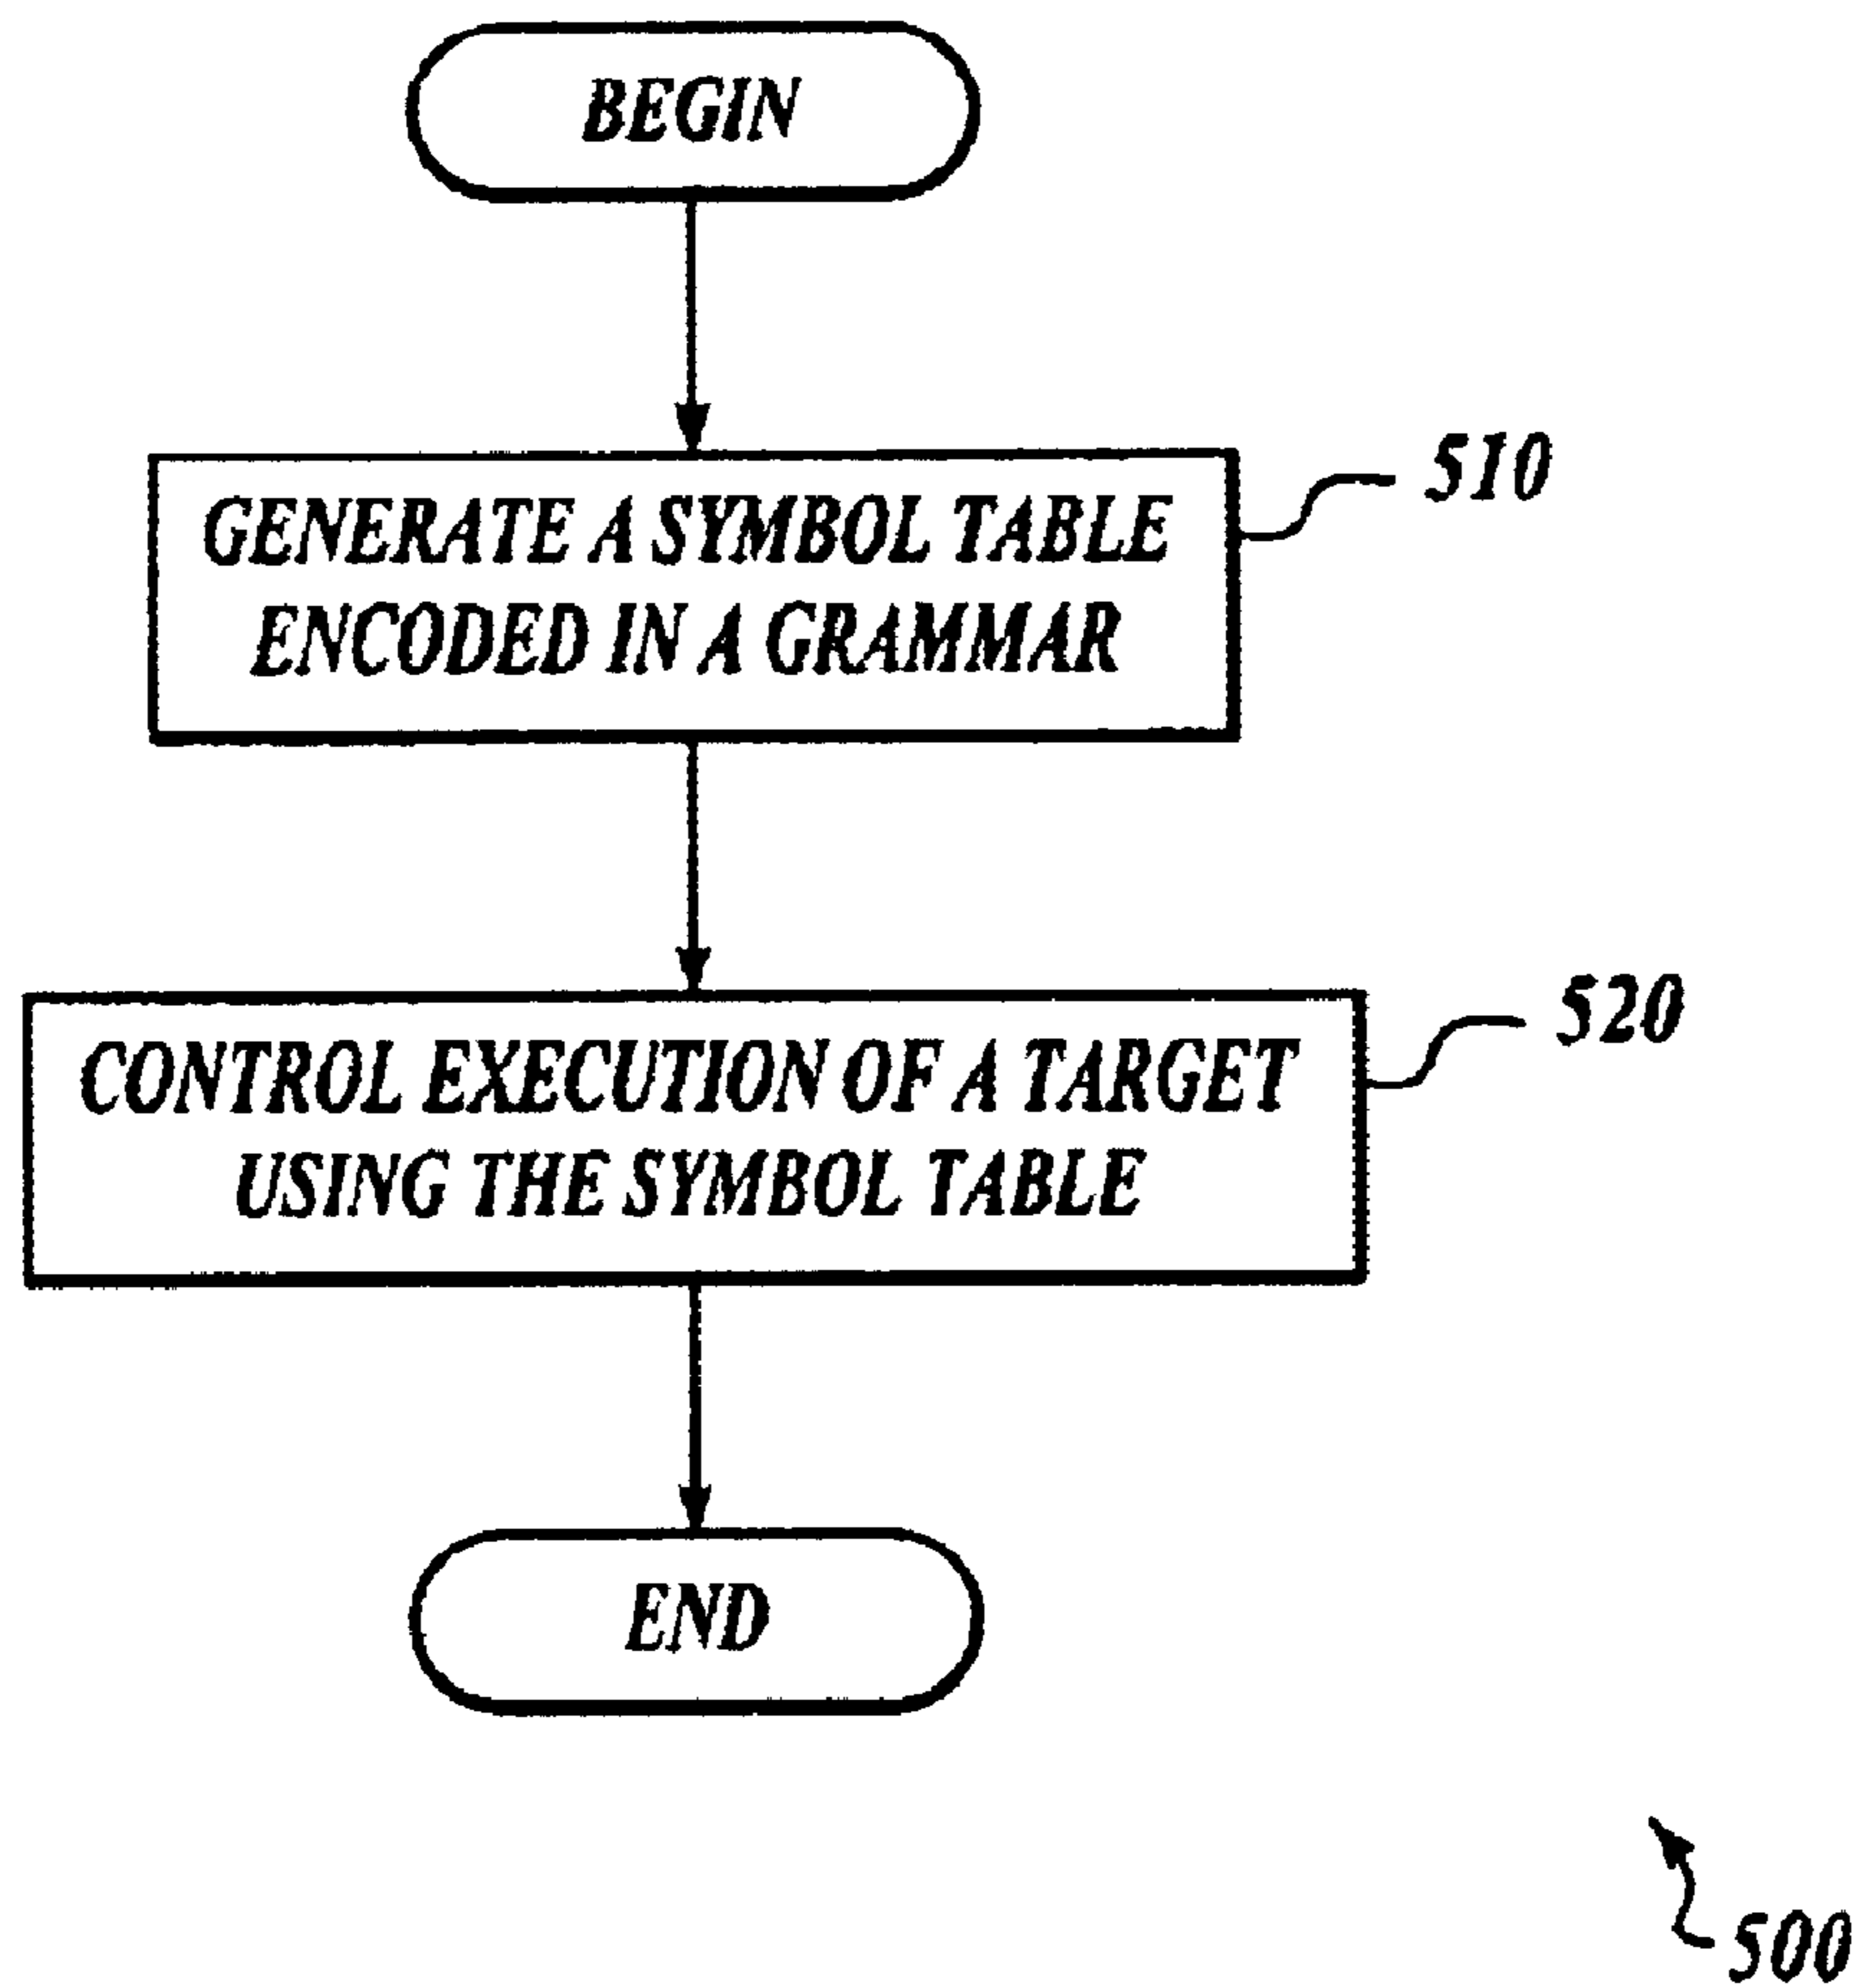 BEGIN
GENERATE A SYMBOL TABLE
ENCODED IN A GRAMMAR
510
CONTROL EXECUTION OF A TARGET
USING THE SYMBOL TABLE
520
END
500